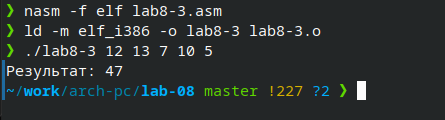 ❯ nasm -f elf lab8-3.asm
❯ ld -m elf_i386 -o lab8-3 lab8-3.o
❯ ./lab8-3 12 13 7 10 5
Результат: 47
~/work/arch-pc/lab-08 master !227 ?2 ❯